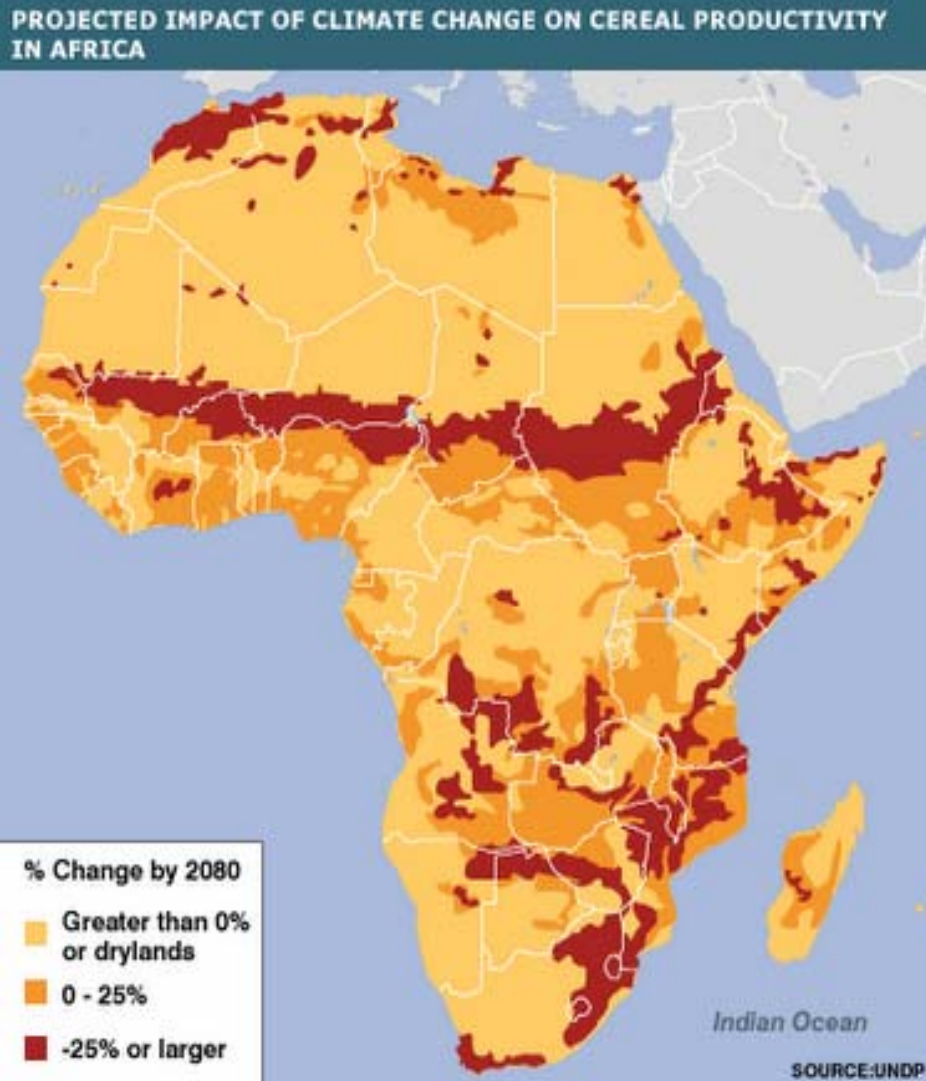 PROJECTED IMPACT OF CLIMATE CHANGE ON CEREAL PRODUCTIVITY
IN AFRICA
% Change by 2080
Greater than 0%
or drylands
0 - 25%
-25% or larger
Indian Ocean
SOURCE:UNDP